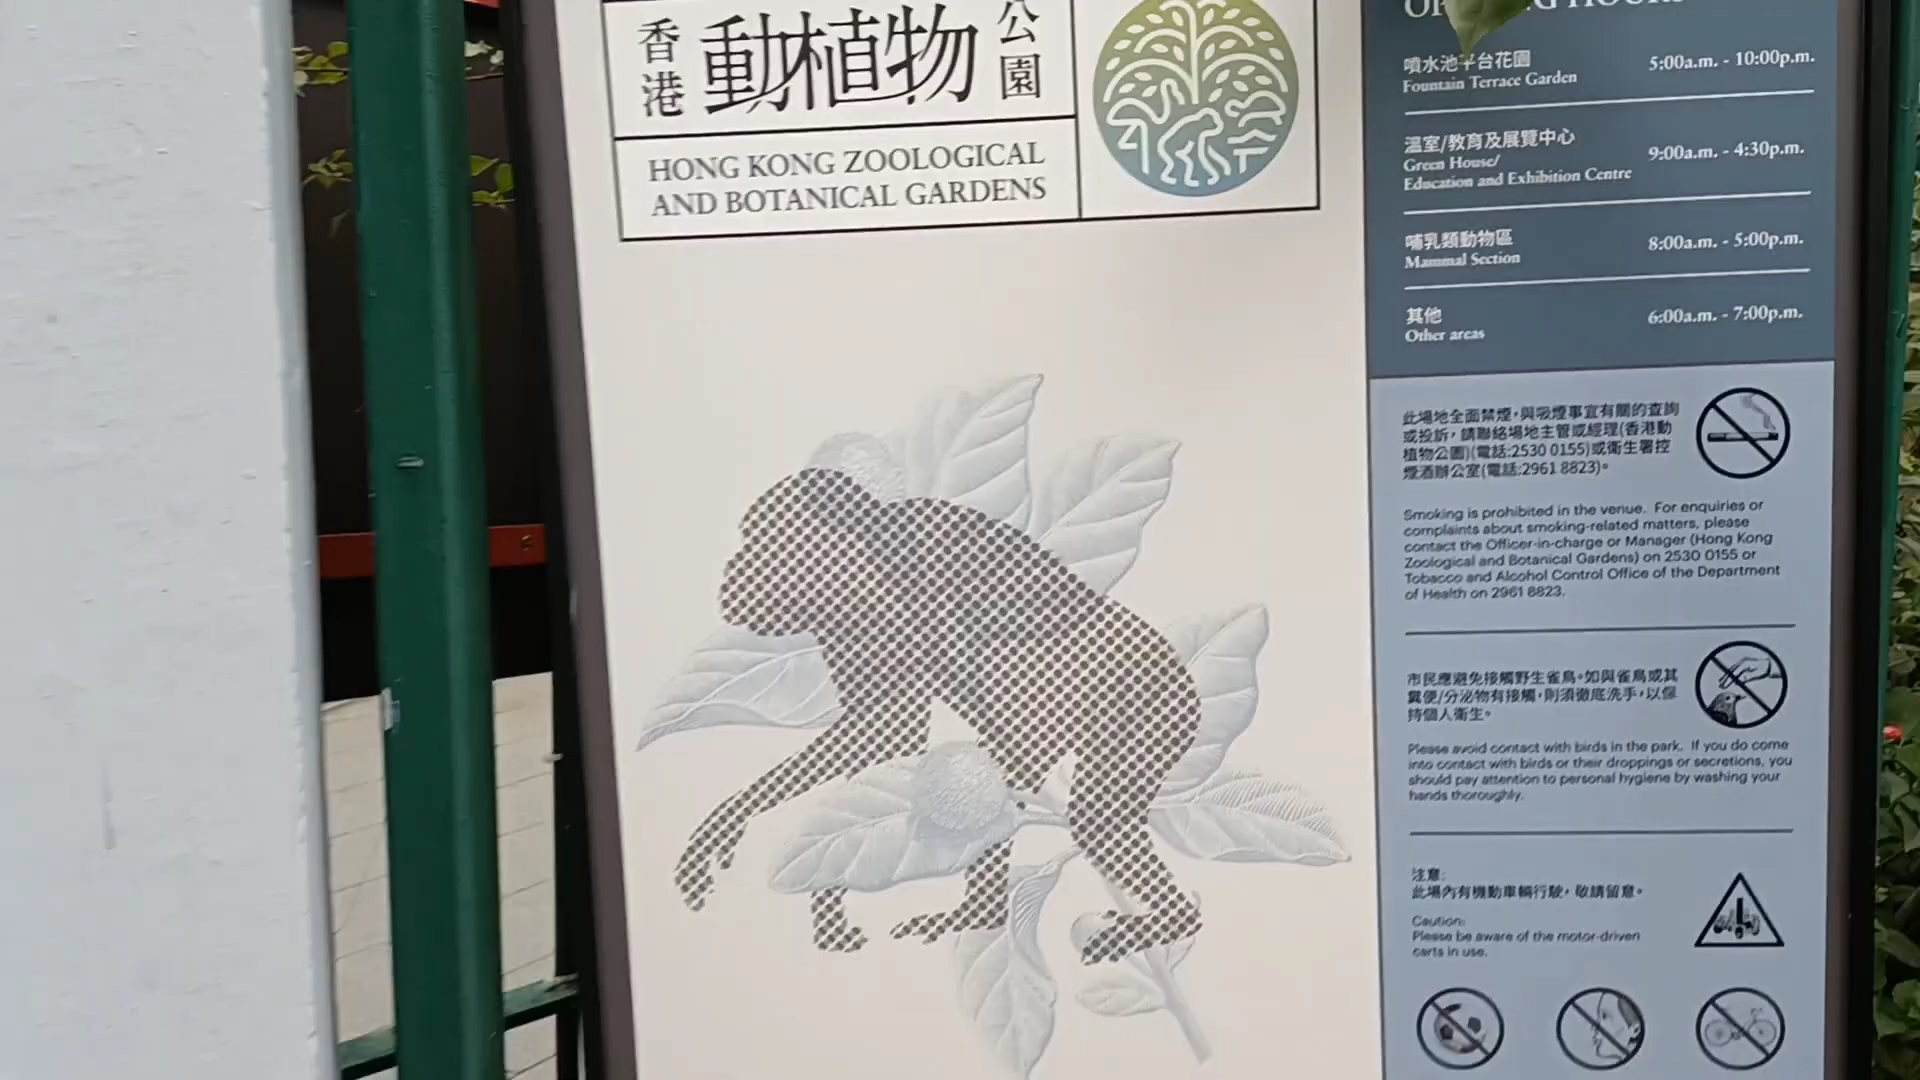 香港動植物公園
HONG KONG ZOOLOGICAL
AND BOTANICAL GARDENS
噴水池平台花園
Fountain Terrace Garden
5:00a.m. - 10:00p.m.
溫室/教育及展覽中心
Green House/
Education and Exhibition Centre
9:00a.m. - 4:30p.m.
哺乳類動物區
Mammal Section
8:00a.m. - 5:00p.m.
其他
Other areas
6:00a.m. - 7:00p.m.
此場地全面禁煙，與吸煙事宜有關的查詢
或投訴，請聯絡場地主管或經理(香港動
植物公園)(電話:2530 0155)或衞生署控
煙酒辦公室(電話:2961 8823)。
Smoking is prohibited in the venue. For enquiries or
complaints about smoking-related matters, please
contact the Officer-in-charge or Manager (Hong Kong
Zoological and Botanical Gardens) on 2530 0155 or
Tobacco and Alcohol Control Office of the Department
of Health on 2961 8823.
市民應避免接觸野生雀鳥。如與雀鳥或其
糞便/分泌物有接觸，則須徹底洗手，以保
持個人衞生。
Please avoid contact with birds in the park. If you do come
into contact with birds or their droppings or secretions, you
should pay attention to personal hygiene by washing your
hands thoroughly.
注意:
此場內有機動車輛行駛，敬請留意。
Caution:
Please be aware of the motor-driven
carts in use.